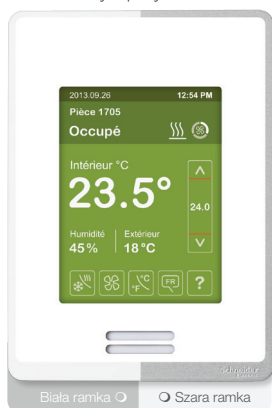 2013.09.26 12:54 PM
Pièce 1705
Occupé
Intérieur °C
23.5°
24.0
Humidité Extérieur
45% 18°C
°F °C FR ?
Schneider
Biała ramka Szara ramka